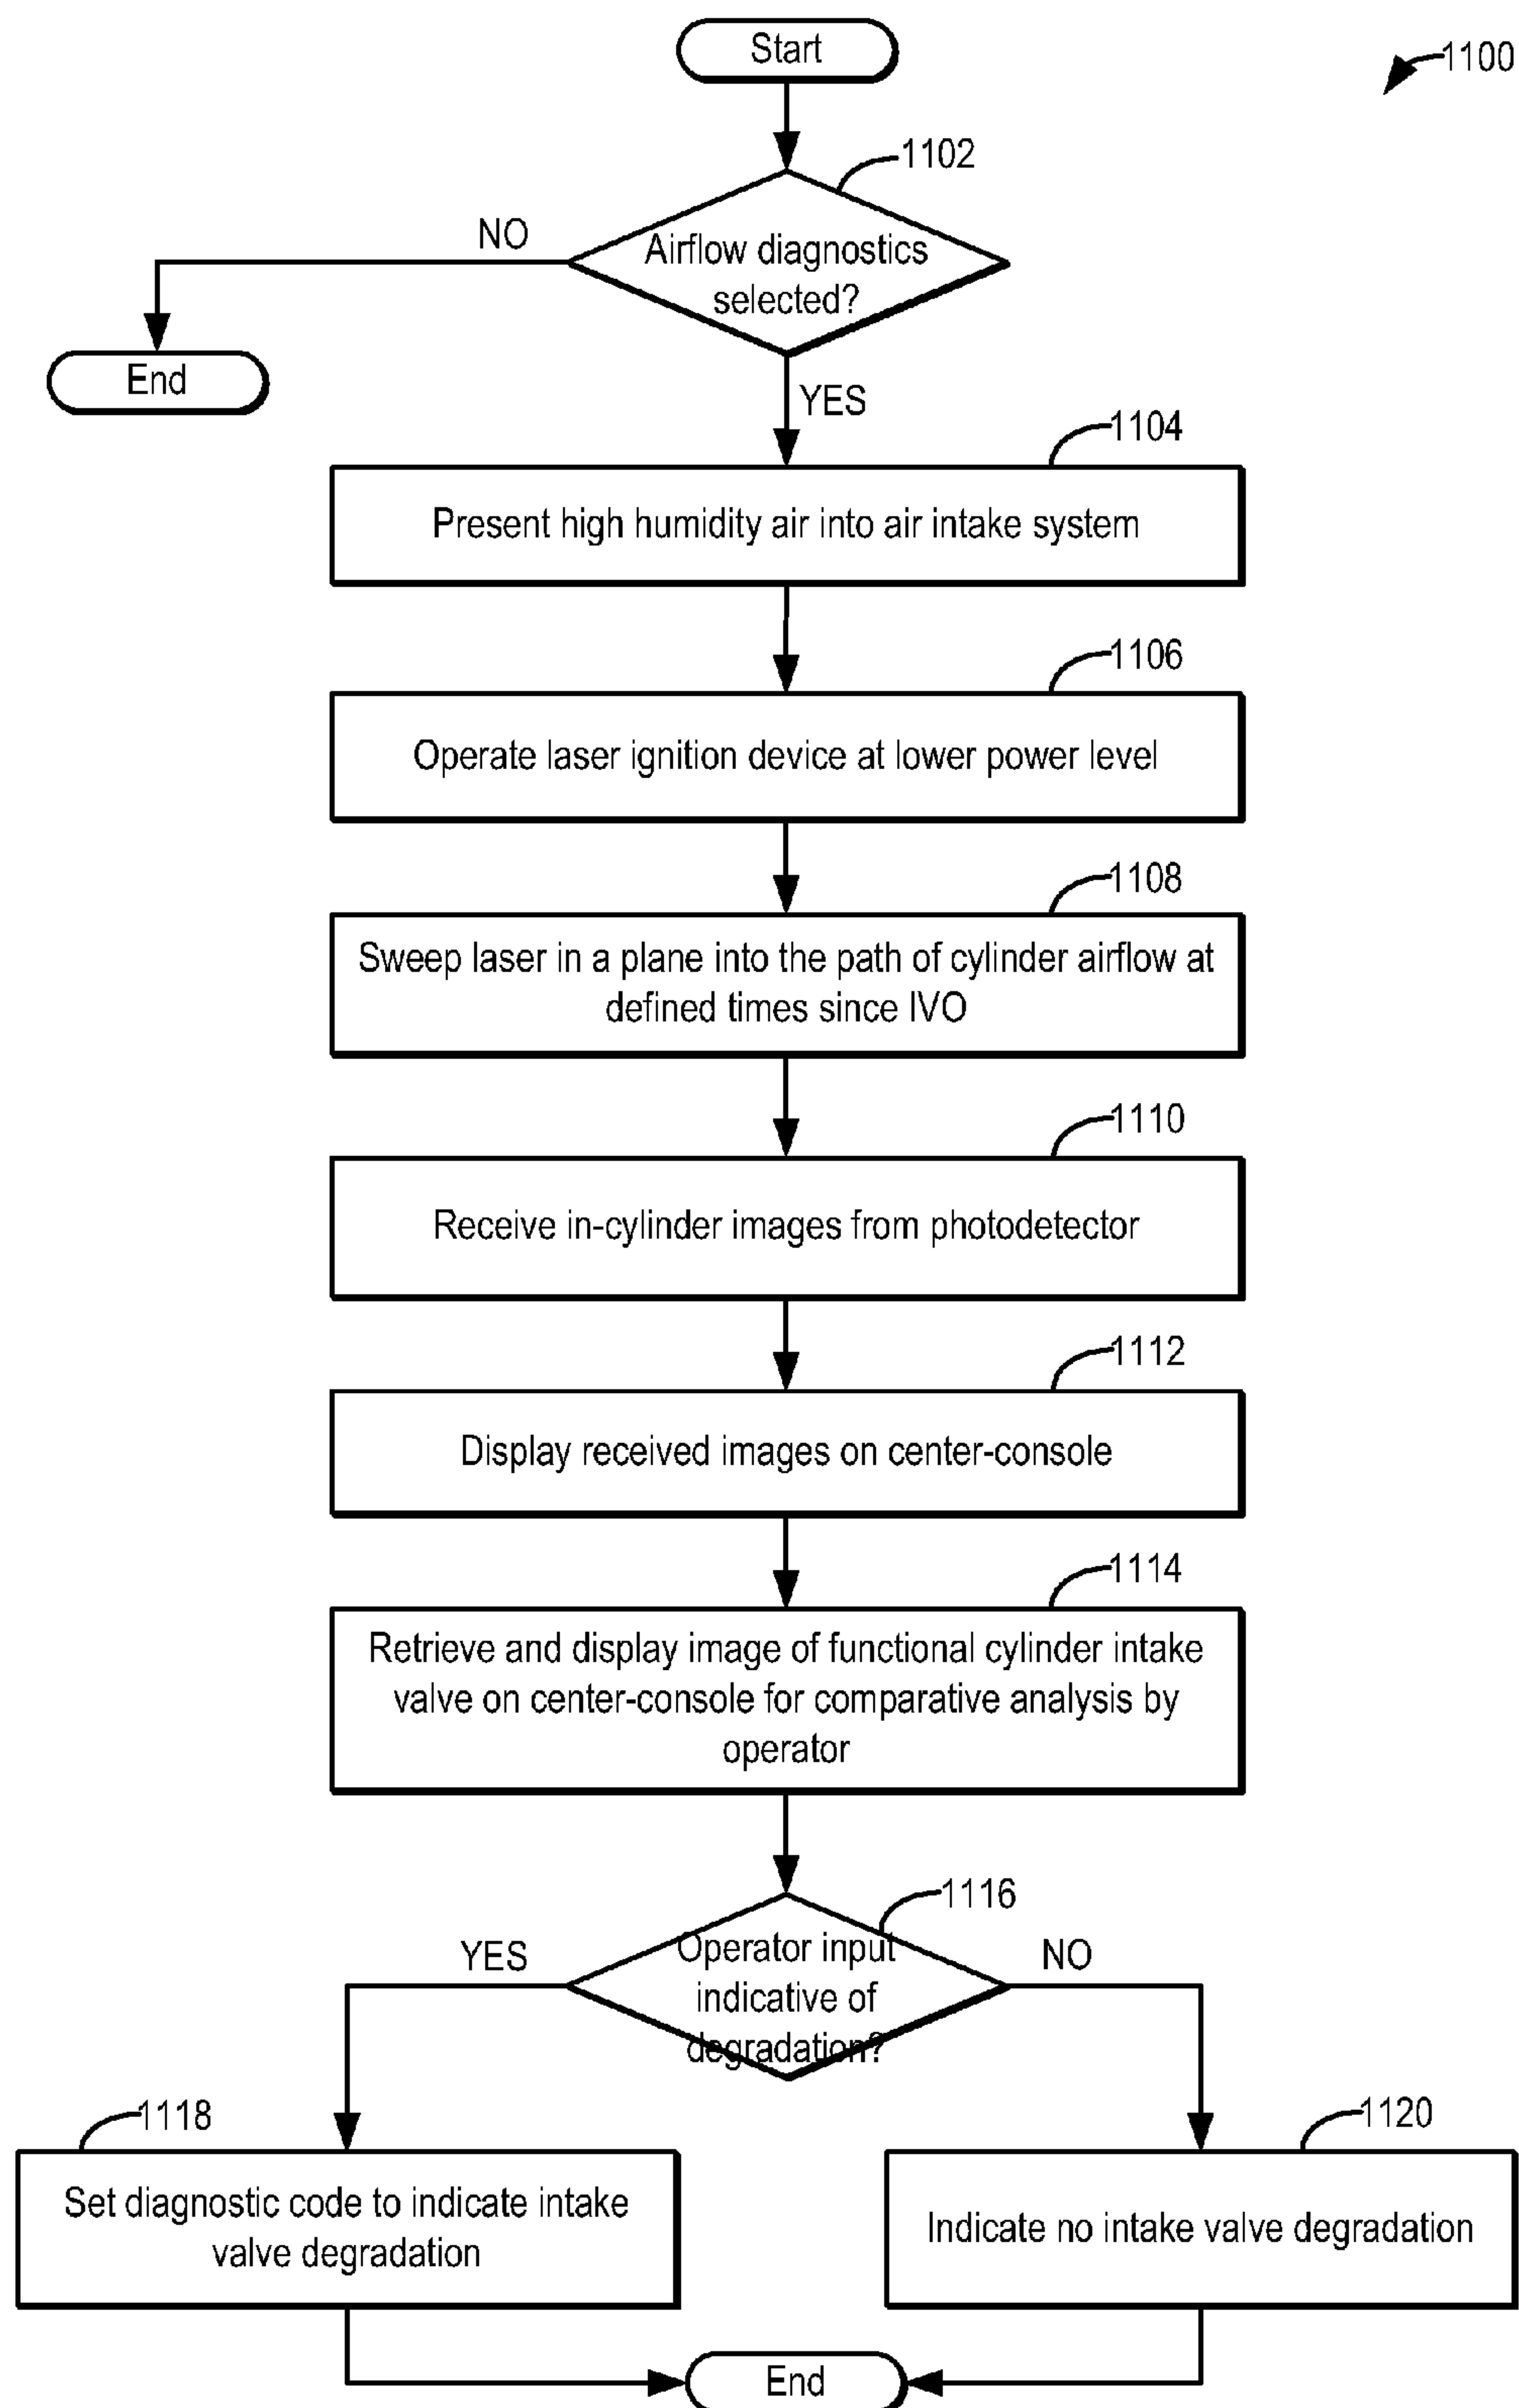 Start
1100
1102
NO
Airflow diagnostics
selected?
End
YES
1104
Present high humidity air into air intake system
1106
Operate laser ignition device at lower power level
1108
Sweep laser in a plane into the path of cylinder airflow at
defined times since IVO
1110
Receive in-cylinder images from photodetector
1112
Display received images on center-console
1114
Retrieve and display image of functional cylinder intake
valve on center-console for comparative analysis by
operator
1116
YES
Operator input
indicative of
degradation?
NO
1118
Set diagnostic code to indicate intake
valve degradation
1120
Indicate no intake valve degradation
End